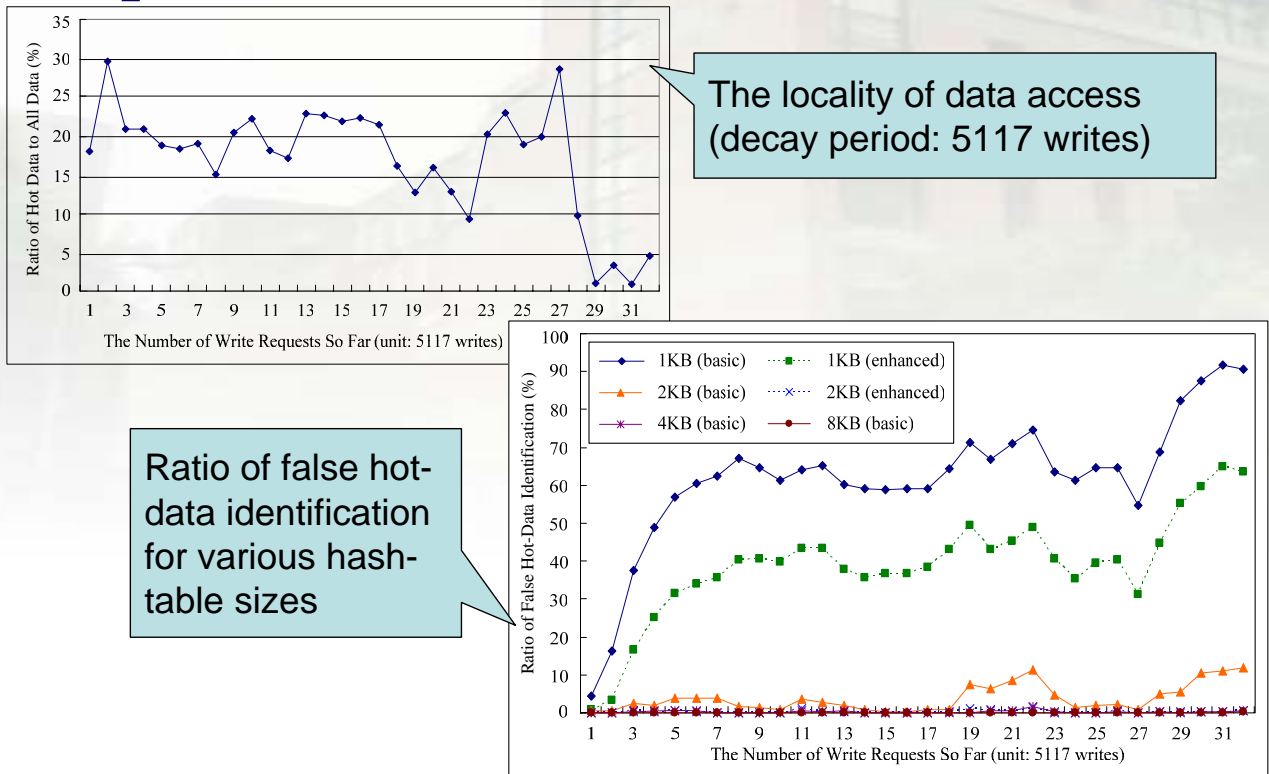 35
30
25
20
15
10
5
0
Ratio of Hot Data to All Data (%)
1 3 5 7 9 11 13 15 17 19 21 23 25 27 29 31
The Number of Write Requests So Far (unit: 5117 writes)
The locality of data access
(decay period: 5117 writes)
Ratio of false hot-
data identification
for various hash-
table sizes
100
90
80
70
60
50
40
30
20
10
0
Ratio of False Hot-Data Identification (%)
1KB (basic) 1KB (enhanced)
2KB (basic) 2KB (enhanced)
4KB (basic) 8KB (basic)
1 3 5 7 9 11 13 15 17 19 21 23 25 27 29 31
The Number of Write Requests So Far (unit: 5117 writes)